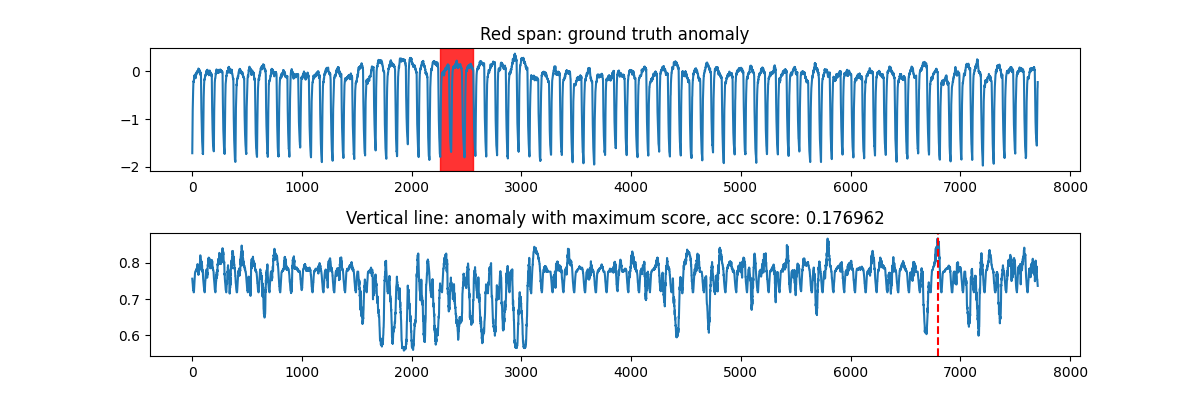 Red span: ground truth anomaly
0
−1
−2
0 1000 2000 3000 4000 5000 6000 7000 8000
Vertical line: anomaly with maximum score, acc score: 0.176962
0.8
0.7
0.6
0 1000 2000 3000 4000 5000 6000 7000 8000